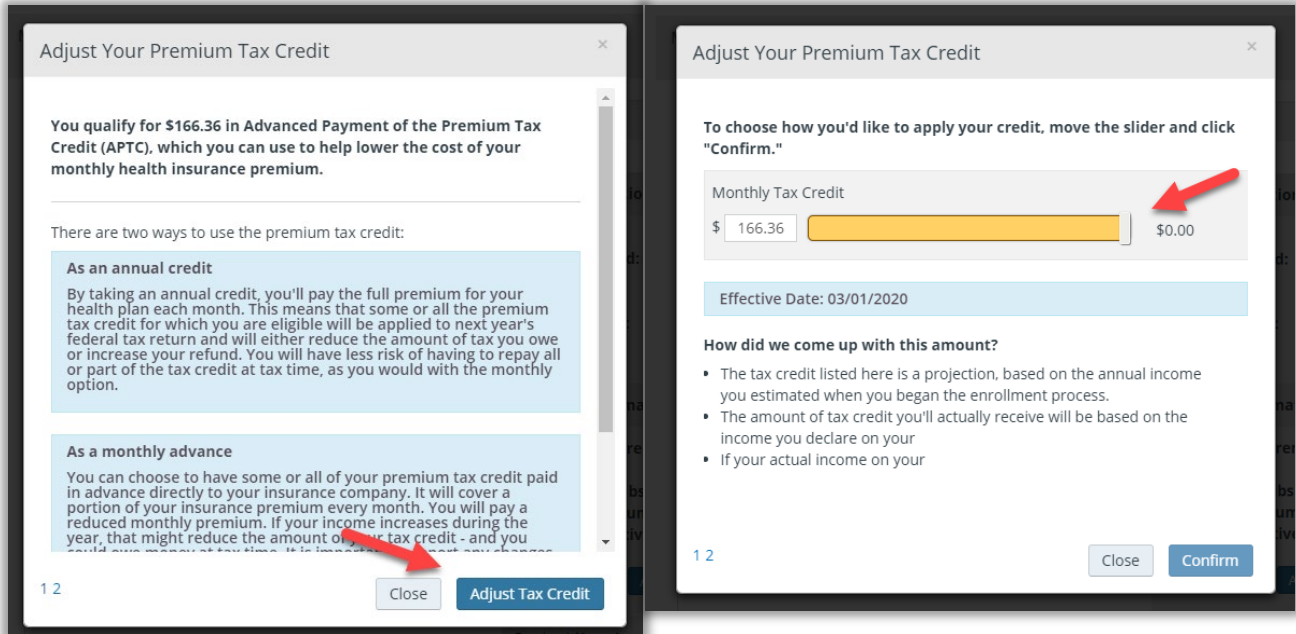 Adjust Your Premium Tax Credit
×
You qualify for $166.36 in Advanced Payment of the Premium Tax
Credit (APTC), which you can use to help lower the cost of your
monthly health insurance premium.
There are two ways to use the premium tax credit:
As an annual credit
By taking an annual credit, you'll pay the full premium for your
health plan each month. This means that some or all the premium
tax credit for which you are eligible will be applied to next year's
federal tax return and will either reduce the amount of tax you owe
or increase your refund. You will have less risk of having to repay all
or part of the tax credit at tax time, as you would with the monthly
option.
As a monthly advance
You can choose to have some or all of your premium tax credit paid
in advance directly to your insurance company. It will cover a
portion of your insurance premium every month. You will pay a
reduced monthly premium. If your income increases during the
year, that might reduce the amount of tax credit - and you
could owe money at tax time. It is any changes
1 2
Close
Adjust Tax Credit
Adjust Your Premium Tax Credit
×
To choose how you'd like to apply your credit, move the slider and click
"Confirm."
Monthly Tax Credit
$ 166.36
$0.00
Effective Date: 03/01/2020
How did we come up with this amount?
• The tax credit listed here is a projection, based on the annual income
you estimated when you began the enrollment process.
• The amount of tax credit you'll actually receive will be based on the
income you declare on your
• If your actual income on your
1 2
Close
Confirm